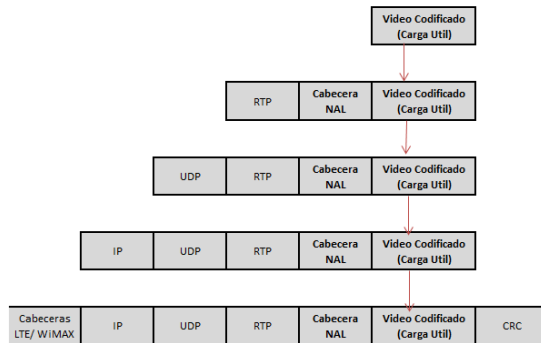 Video Codificado
(Carga Util)
RTP
Cabecera
NAL
Video Codificado
(Carga Util)
UDP
RTP
Cabecera
NAL
Video Codificado
(Carga Util)
IP
UDP
RTP
Cabecera
NAL
Video Codificado
(Carga Util)
Cabeceras
LTE/ WiMAX
IP
UDP
RTP
Cabecera
NAL
Video Codificado
(Carga Util)
CRC